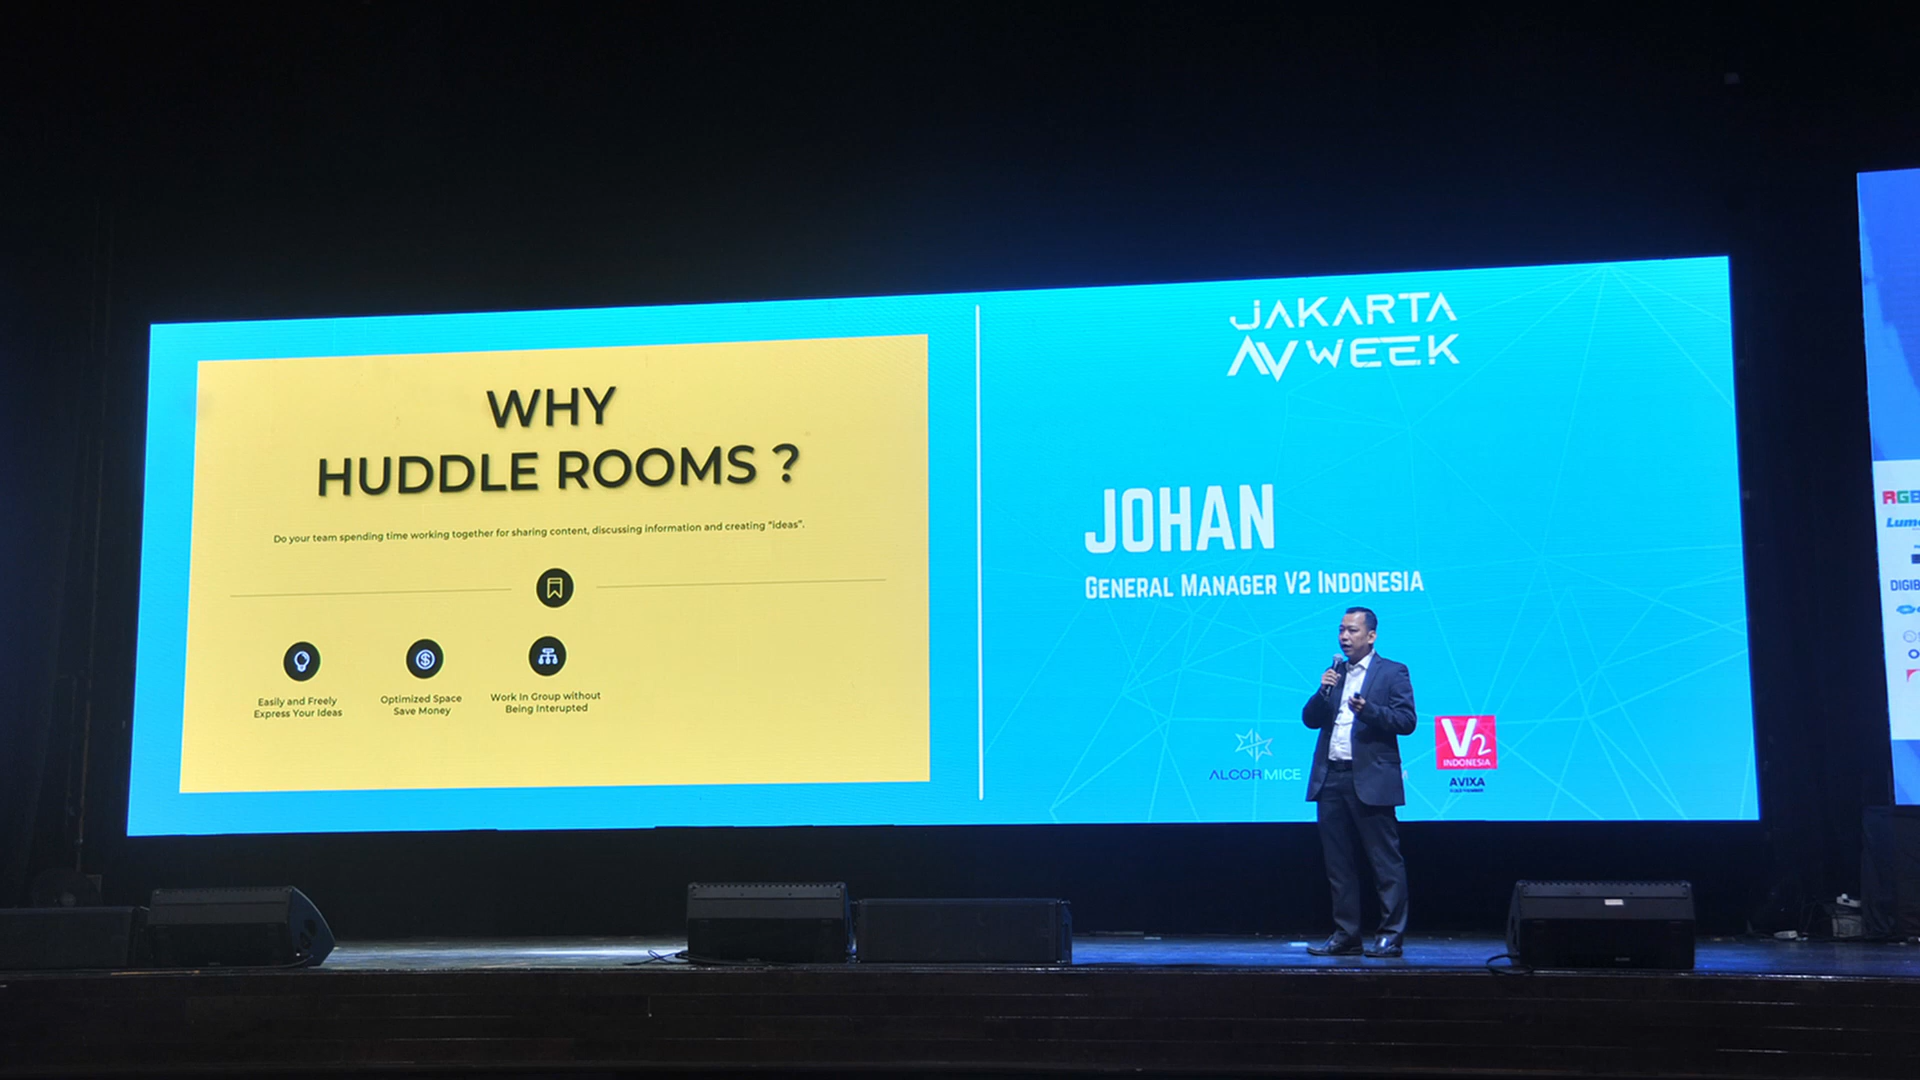 WHY
HUDDLE ROOMS ?
Do your team spending time working together for sharing content, discussing information and creating "ideas".
Easily and Freely
Express Your Ideas
Optimized Space
Save Money
Work In Group without
Being Interupted
JAKARTA
AV WEEK
JOHAN
GENERAL MANAGER V2 INDONESIA
ALCOR MICE
V2
INDONESIA
AVIXA
RGB
DIGIB